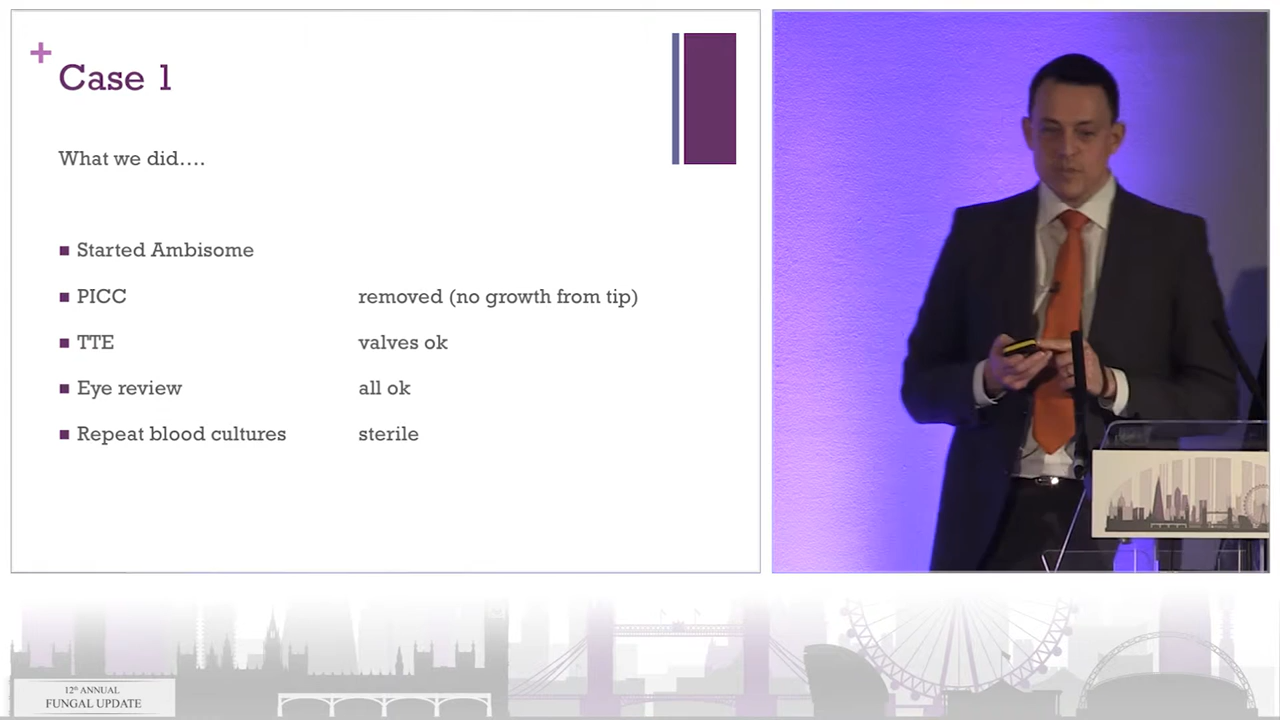 +
Case 1
What we did....
■ Started Ambisome
■ PICC removed (no growth from tip)
■ TTE valves ok
■ Eye review all ok
■ Repeat blood cultures sterile
12th ANNUAL
FUNGAL UPDATE